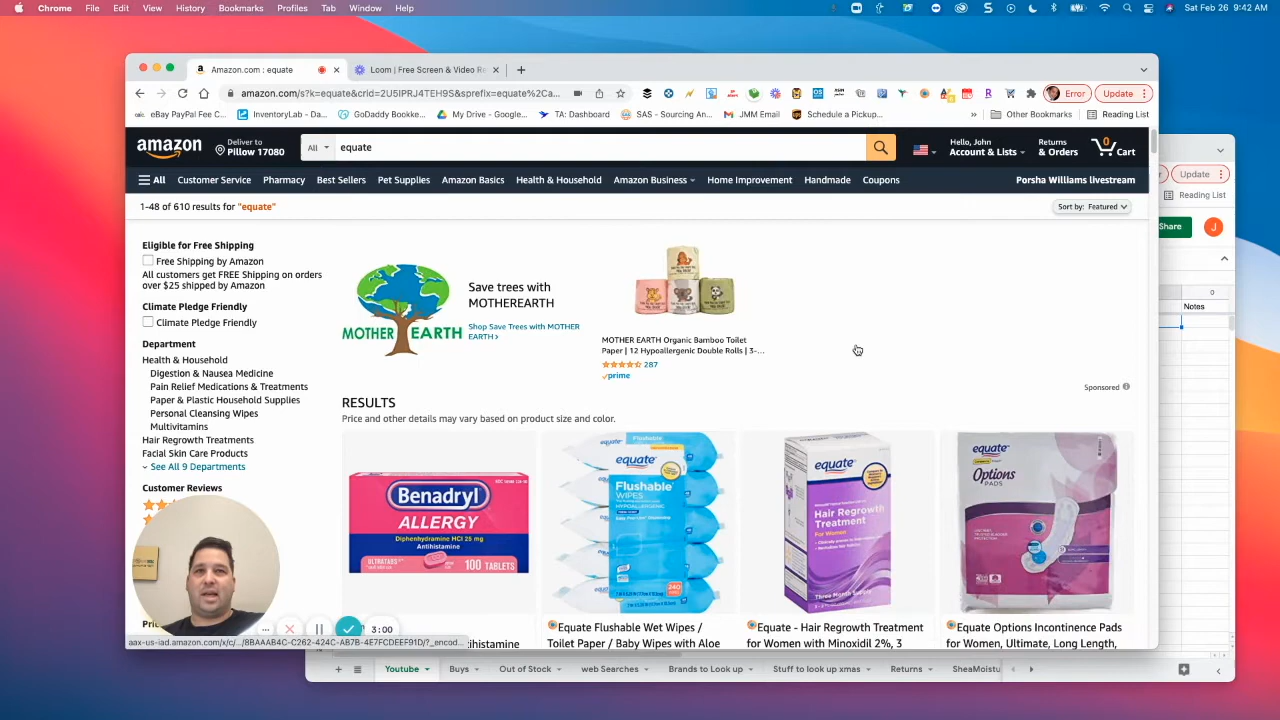 Chrome File Edit View History Bookmarks Profiles Tab Window Help Sat Feb 26 9:42 AM
Amazon.com : equate
Loom | Free Screen & Video Re
amazon.com/s?k=equate&crid=2U5IPRJ4TEH9S&sprefix=equate%2Ca...
Error
Update
eBay PayPal Fee C...
InventoryLab - Da...
GoDaddy Bookke...
My Drive - Google...
TA: Dashboard
SAS - Sourcing An...
JMM Email
Schedule a Pickup...
»
Other Bookmarks
Reading List
amazon
Deliver to
Pillow 17080
All
equate
Hello, John
Account & Lists
Returns
& Orders
0
Cart
All
Customer Service
Pharmacy
Best Sellers
Pet Supplies
Amazon Basics
Health & Household
Amazon Business
Home Improvement
Handmade
Coupons
Porsha Williams livestream
1-48 of 610 results for "equate"
Sort by: Featured
Eligible for Free Shipping
Free Shipping by Amazon
All customers get FREE Shipping on orders
over $25 shipped by Amazon
Climate Pledge Friendly
Climate Pledge Friendly
Department
Health & Household
Digestion & Nausea Medicine
Pain Relief Medications & Treatments
Paper & Plastic Household Supplies
Personal Cleansing Wipes
Multivitamins
Hair Regrowth Treatments
Facial Skin Care Products
See All 9 Departments
Customer Reviews
MOTHER EARTH
Save trees with
MOTHEREARTH
Shop Save Trees with MOTHER
EARTH ›
MOTHER EARTH Organic Bamboo Toilet
Paper | 12 Hypoallergenic Double Rolls | 3-...
287
prime
Sponsored
RESULTS
Price and other details may vary based on product size and color.
Benadryl
ALLERGY
Diphenhydramine HCl 25 mg
Antihistamine
ULTRATABS
100 TABLETS
Flushable
equate
Flushable
WIPES
HYPOALLERGENIC
240
equate
Hair Regrowth
Treatment
For Women
Three Month Supply
equate
Options
PADS
Equate Flushable Wet Wipes /
Toilet Paper / Baby Wipes with Aloe
Equate - Hair Regrowth Treatment
for Women with Minoxidil 2%, 3
Equate Options Incontinence Pads
for Women, Ultimate, Long Length,
3:00
Update
Reading List
Share
J
O
Notes
Youtube
Buys
Out of Stock
web Searches
Brands to Look up
Stuff to look up xmas
Returns
SheaMoistu